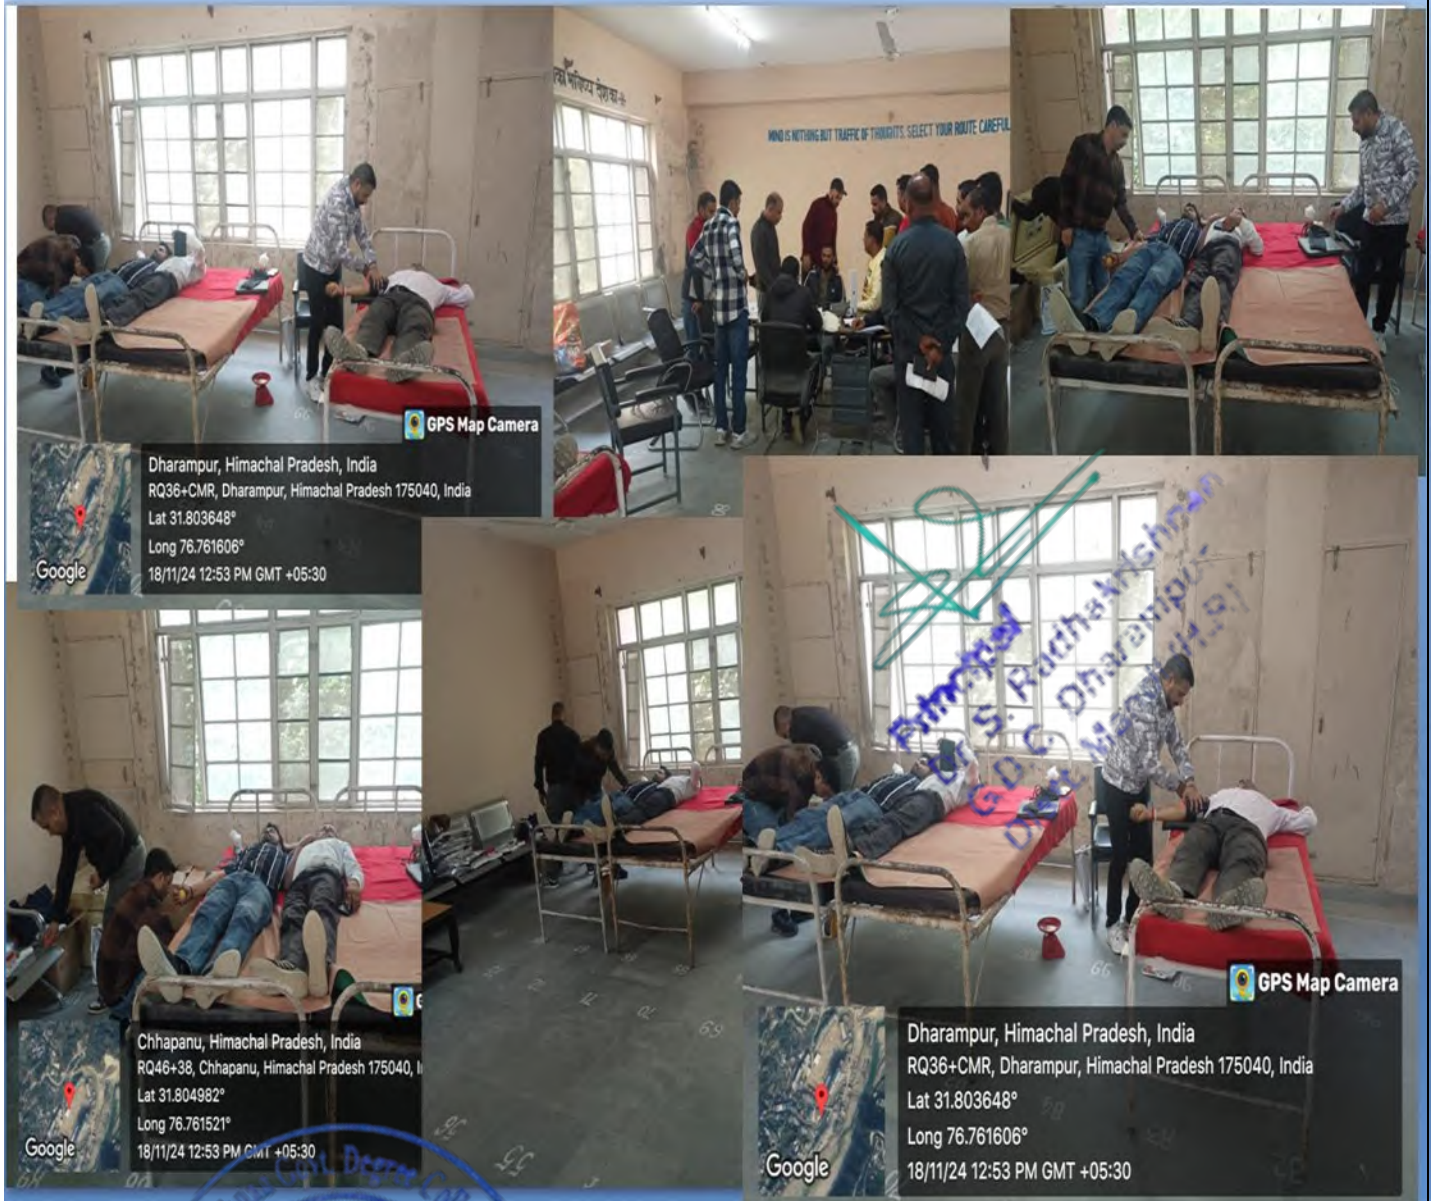 का भविष्य देश का
MIND IS NOTHING BUT TRAFFIC OF THOUGHTS. SELECT YOUR ROUTE CAREFUL
GPS Map Camera
Dharampur, Himachal Pradesh, India
RQ36+CMR, Dharampur, Himachal Pradesh 175040, India
Lat 31.803648°
Long 76.761606°
18/11/24 12:53 PM GMT +05:30
Google
Principal
Dr. S. Radhakrishnan
G.D.C. Dharampur
Distt. Mandi (H.P.)
Chhapanu, Himachal Pradesh, India
RQ46+38, Chhapanu, Himachal Pradesh 175040, I
Lat 31.804982°
Long 76.761521°
18/11/24 12:53 PM GMT +05:30
Google
GPS Map Camera
Dharampur, Himachal Pradesh, India
RQ36+CMR, Dharampur, Himachal Pradesh 175040, India
Lat 31.803648°
Long 76.761606°
18/11/24 12:53 PM GMT +05:30
Google
Govt. Degree